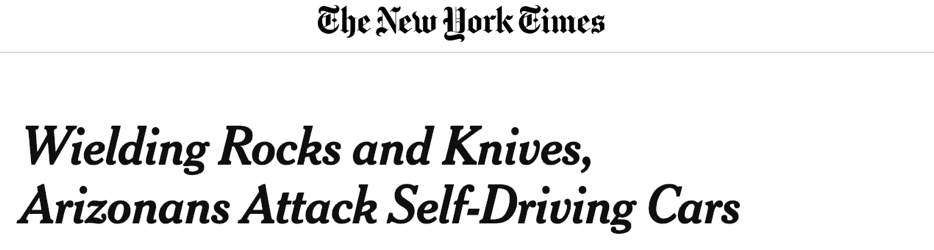 The New York Times
Wielding Rocks and Knives,
Arizonans Attack Self-Driving Cars